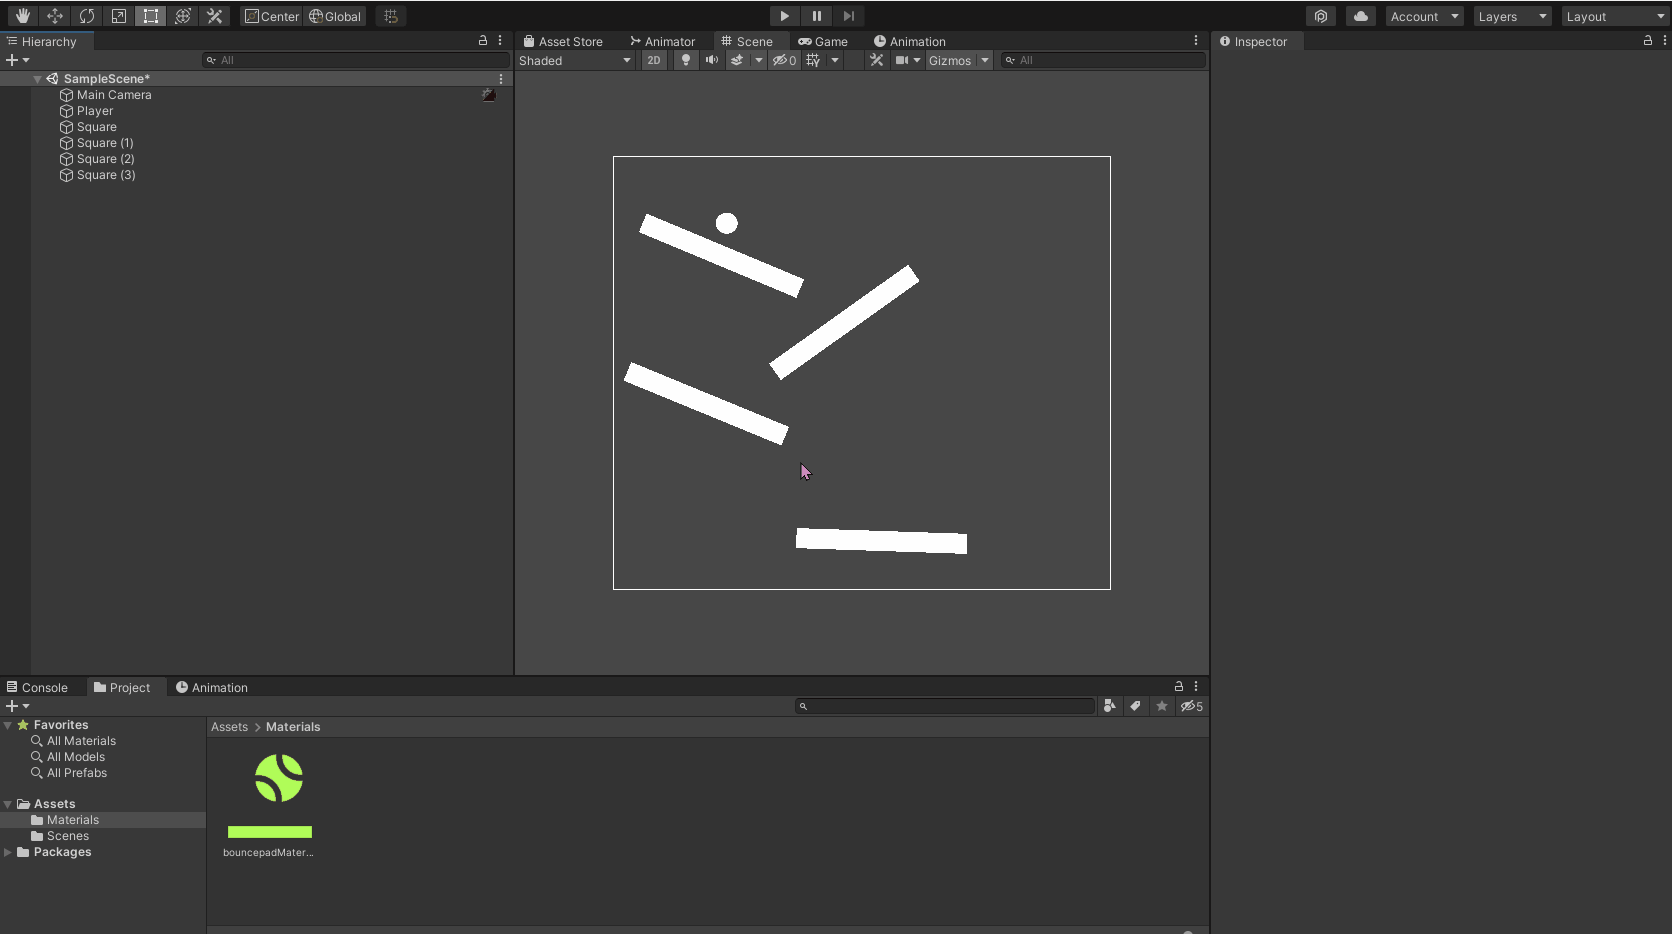 Center Global Account Layers Layout
Hierarchy
All
SampleScene*
Main Camera
Player
Square
Square (1)
Square (2)
Square (3)
Asset Store Animator Scene Game Animation
Shaded 2D 0 Gizmos All
Inspector
Console Project Animation
5
Favorites
All Materials
All Models
All Prefabs
Assets
Materials
Scenes
Packages
Assets > Materials
bouncepadMater...